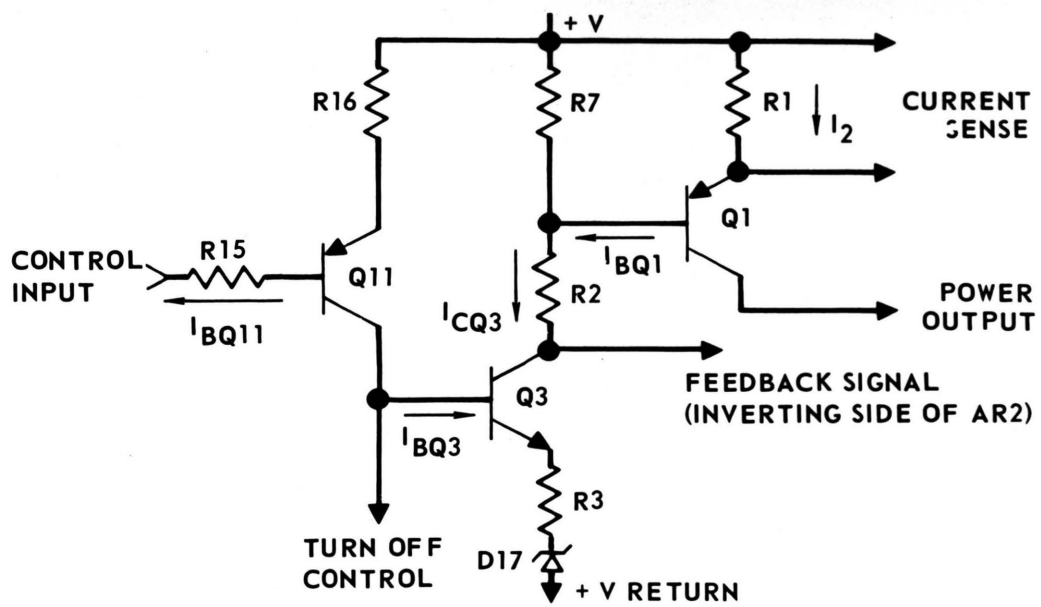 + V
R16
R7
R1
I2
CURRENT
SENSE
Q1
CONTROL
INPUT
R15
Q11
IBQ1
R2
ICQ3
IBQ11
POWER
OUTPUT
Q3
FEEDBACK SIGNAL
(INVERTING SIDE OF AR2)
IBQ3
R3
TURN OFF
CONTROL
D17
+ V RETURN